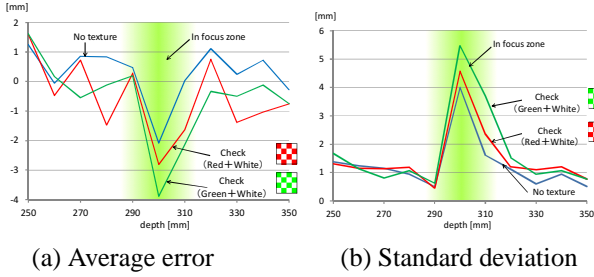 [mm]
2
1
0
-1
-2
-3
-4
No texture
In focus zone
Check
(Red+White)
Check
(Green+White)
250
270
290
310
330
350
depth [mm]
(a) Average error
[mm]
6
5
4
3
2
1
0
In focus zone
Check
(Green+White)
Check
(Red+White)
No texture
250
270
290
310
330
350
depth [mm]
(b) Standard deviation